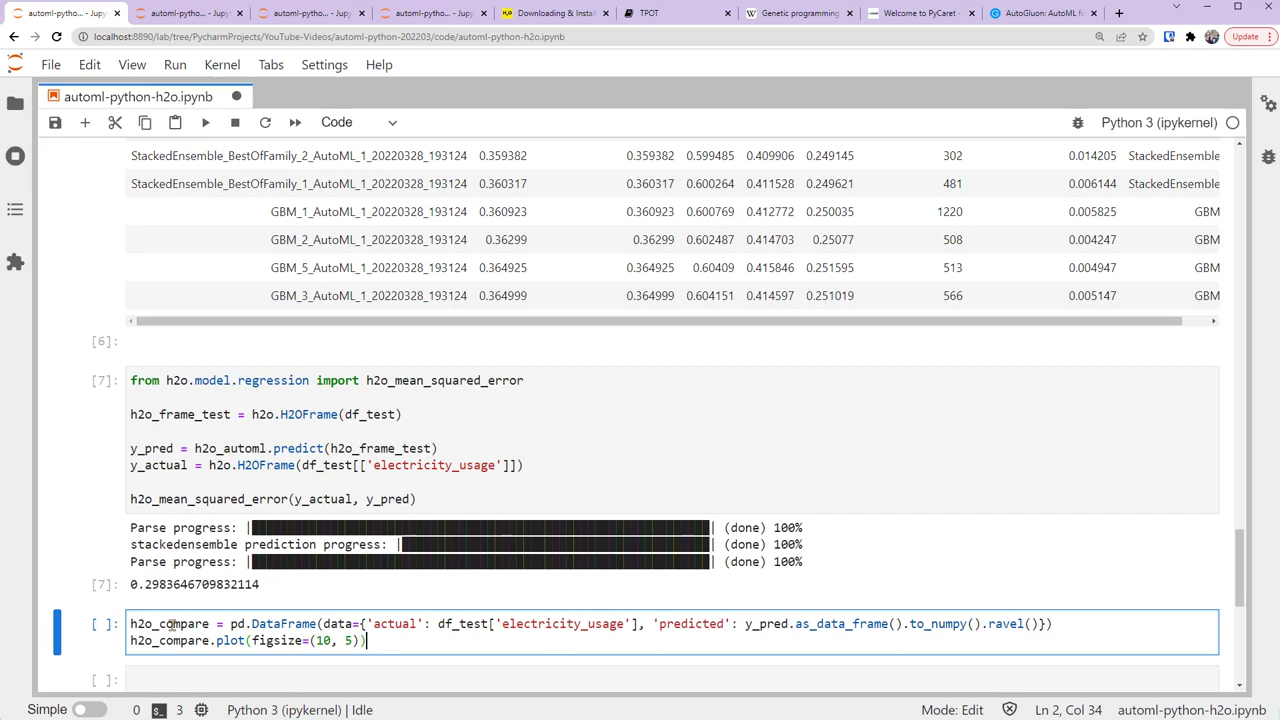 automl-python - Jup
automl-python - Jupy
automl-python - Jupy
automl-python - Jupy
Downloading & Install
TPOT
Genetic programming
Welcome to PyCaret -
AutoGluon: AutoML f
localhost:8890/lab/tree/PycharmProjects/YouTube-Videos/automl-python-202203/code/automl-python-h2o.ipynb
Update
File Edit View Run Kernel Tabs Settings Help
automl-python-h2o.ipynb
Code
Python 3 (ipykernel)
StackedEnsemble_BestOfFamily_2_AutoML_1_20220328_193124 0.359382 0.359382 0.599485 0.409906 0.249145 302 0.014205 StackedEnsemble
StackedEnsemble_BestOfFamily_1_AutoML_1_20220328_193124 0.360317 0.360317 0.600264 0.411528 0.249621 481 0.006144 StackedEnsemble
GBM_1_AutoML_1_20220328_193124 0.360923 0.360923 0.600769 0.412772 0.250035 1220 0.005825 GBM
GBM_2_AutoML_1_20220328_193124 0.36299 0.36299 0.602487 0.414703 0.25077 508 0.004247 GBM
GBM_5_AutoML_1_20220328_193124 0.364925 0.364925 0.60409 0.415846 0.251595 513 0.004947 GBM
GBM_3_AutoML_1_20220328_193124 0.364999 0.364999 0.604151 0.414597 0.251019 566 0.005147 GBM
[6]:
[7]: from h2o.model.regression import h2o_mean_squared_error
h2o_frame_test = h2o.H2OFrame(df_test)
y_pred = h2o_automl.predict(h2o_frame_test)
y_actual = h2o.H2OFrame(df_test[['electricity_usage']])
h2o_mean_squared_error(y_actual, y_pred)
Parse progress: | | (done) 100%
stackedensemble prediction progress: | | (done) 100%
Parse progress: | | (done) 100%
[7]: 0.2983646709832114
[ ]: h2o_compare = pd.DataFrame(data={'actual': df_test['electricity_usage'], 'predicted': y_pred.as_data_frame().to_numpy().ravel()})
h2o_compare.plot(figsize=(10, 5))
[ ]:
Simple 0 3 Python 3 (ipykernel) | Idle Mode: Edit Ln 2, Col 34 automl-python-h2o.ipynb